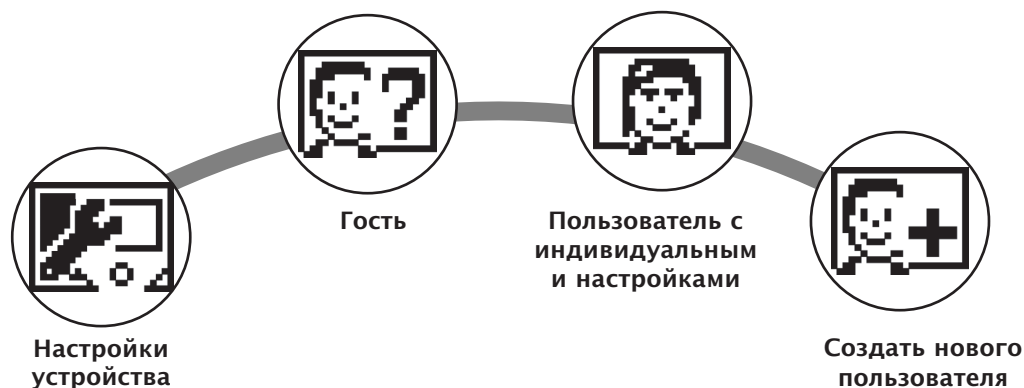 Гость
Пользователь с
индивидуальным
и настройками
Настройки
устройства
Создать нового
пользователя